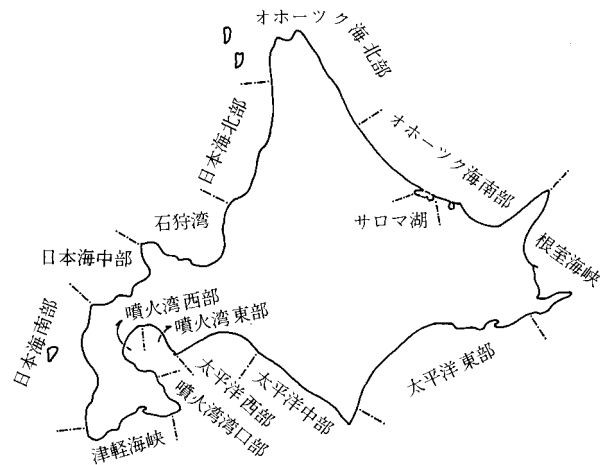 オホーツク海北部
オホーツク海南部
日本海北部
石狩湾
サロマ湖
日本海中部
根室海峡
噴火湾西部
噴火湾東部
日本海南部
太平洋東部
太平洋西部
太平洋中部
噴火湾湾口部
津軽海峡